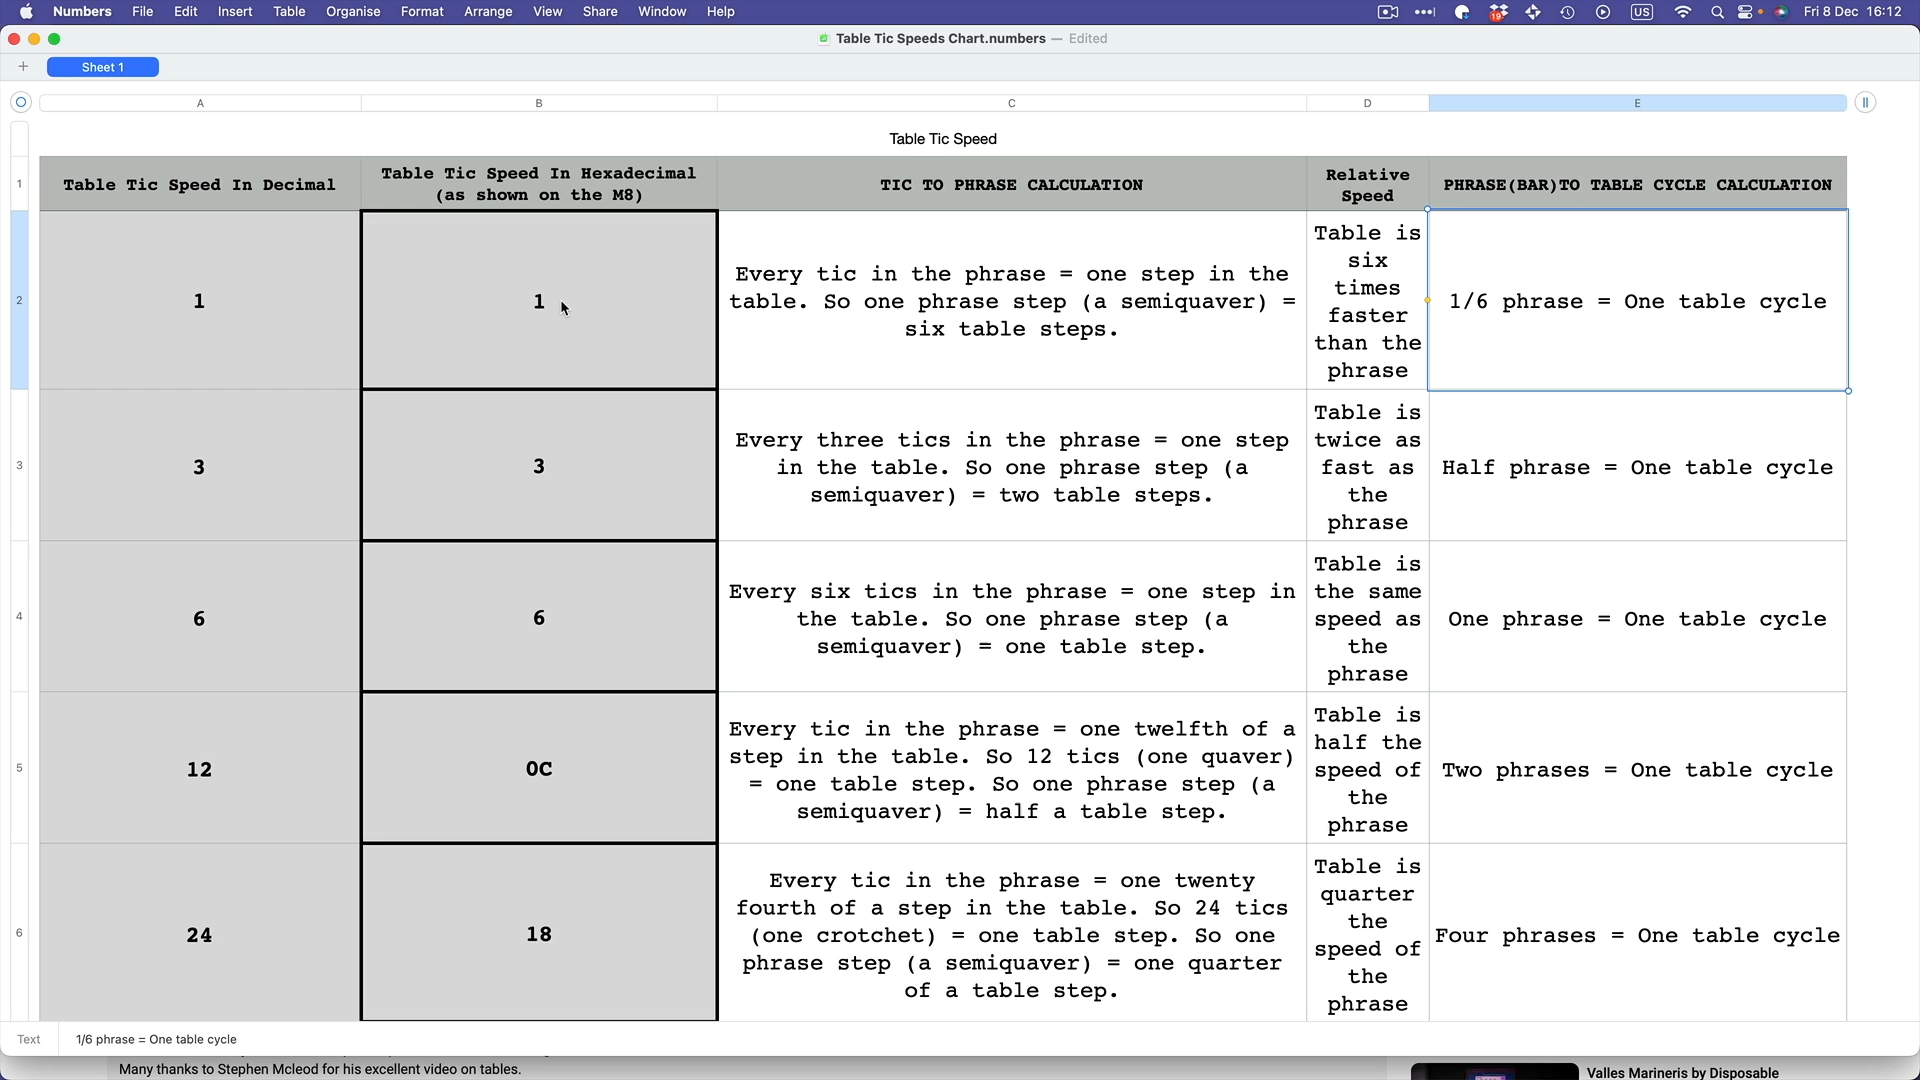 Numbers File Edit Insert Table Organise Format Arrange View Share Window Help
19 US Fri 8 Dec 16:12
Table Tic Speeds Chart.numbers — Edited
+ Sheet 1
A B C D E
Table Tic Speed
1
Table Tic Speed In Decimal
Table Tic Speed In Hexadecimal
(as shown on the M8)
TIC TO PHRASE CALCULATION
Relative
Speed
PHRASE(BAR)TO TABLE CYCLE CALCULATION
2
1
1
Every tic in the phrase = one step in the
table. So one phrase step (a semiquaver) =
six table steps.
Table is
six
times
faster
than the
phrase
1/6 phrase = One table cycle
3
3
3
Every three tics in the phrase = one step
in the table. So one phrase step (a
semiquaver) = two table steps.
Table is
twice as
fast as
the
phrase
Half phrase = One table cycle
4
6
6
Every six tics in the phrase = one step in
the table. So one phrase step (a
semiquaver) = one table step.
Table is
the same
speed as
the
phrase
One phrase = One table cycle
5
12
0C
Every tic in the phrase = one twelfth of a
step in the table. So 12 tics (one quaver)
= one table step. So one phrase step (a
semiquaver) = half a table step.
Table is
half the
speed of
the
phrase
Two phrases = One table cycle
6
24
18
Every tic in the phrase = one twenty
fourth of a step in the table. So 24 tics
(one crotchet) = one table step. So one
phrase step (a semiquaver) = one quarter
of a table step.
Table is
quarter
the
speed of
the
phrase
Four phrases = One table cycle
Text 1/6 phrase = One table cycle
Many thanks to Stephen Mcleod for his excellent video on tables.
Valles Marineris by Disposable